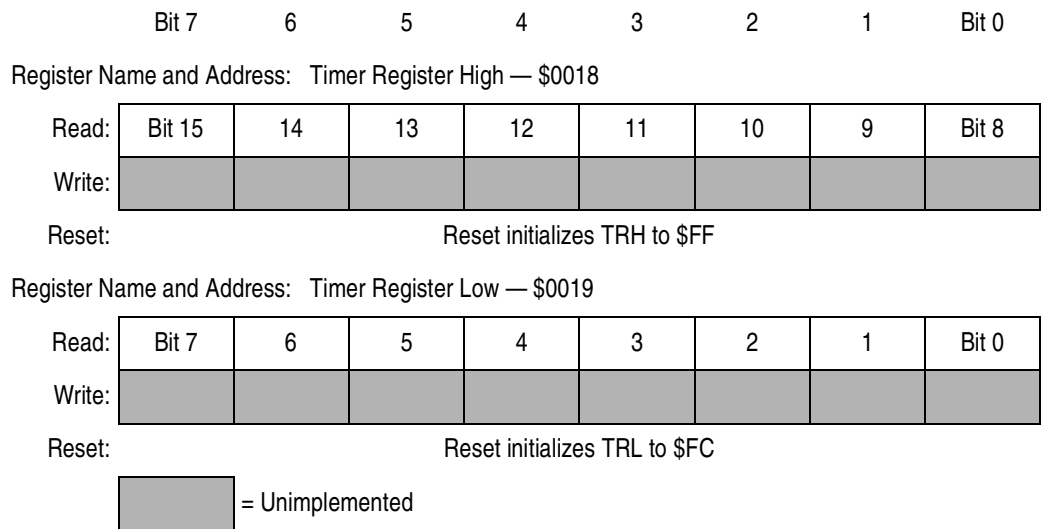 Bit 7 6 5 4 3 2 1 Bit 0
Register Name and Address: Timer Register High — $0018
Read: Bit 15 14 13 12 11 10 9 Bit 8
Write:
Reset: Reset initializes TRH to $FF
Register Name and Address: Timer Register Low — $0019
Read: Bit 7 6 5 4 3 2 1 Bit 0
Write:
Reset: Reset initializes TRL to $FC
= Unimplemented